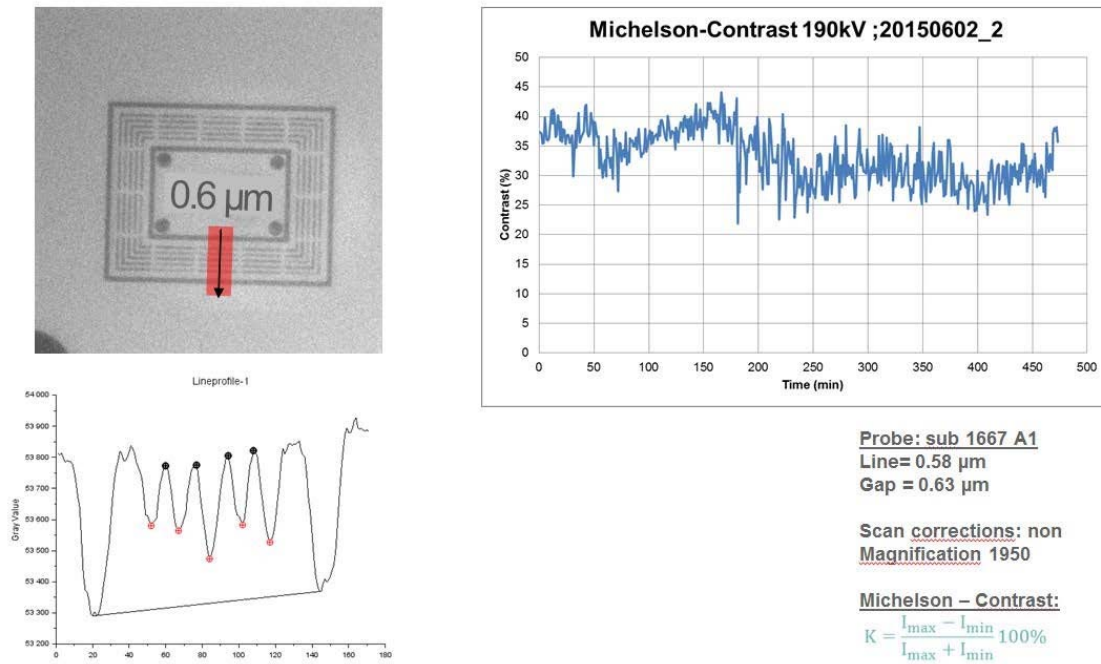 0.6 µm
Michelson-Contrast 190kV ;20150602_2
50
45
40
35
30
25
20
15
10
5
0
Contrast (%)
0 50 100 150 200 250 300 350 400 450 500
Time (min)
Lineprofile-1
54 000
53 900
53 800
53 700
53 600
53 500
53 400
53 300
53 200
Gray Value
0 20 40 60 80 100 120 140 160 180
Probe: sub 1667 A1
Line= 0.58 µm
Gap = 0.63 µm
Scan corrections: non
Magnification 1950
Michelson – Contrast:
K = (I_max − I_min)/(I_max + I_min) 100%